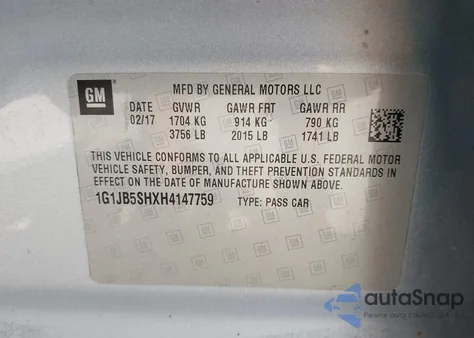 GM
MFD BY GENERAL MOTORS LLC
DATE GVWR GAWR FRT GAWR RR
02/17 1704 KG 914 KG 790 KG
3756 LB 2015 LB 1741 LB
THIS VEHICLE CONFORMS TO ALL APPLICABLE U.S. FEDERAL MOTOR
VEHICLE SAFETY, BUMPER, AND THEFT PREVENTION STANDARDS
IN EFFECT ON THE DATE OF MANUFACTURE SHOWN ABOVE.
1G1JB5SHXH4147759 TYPE: PASS CAR
autoSnap